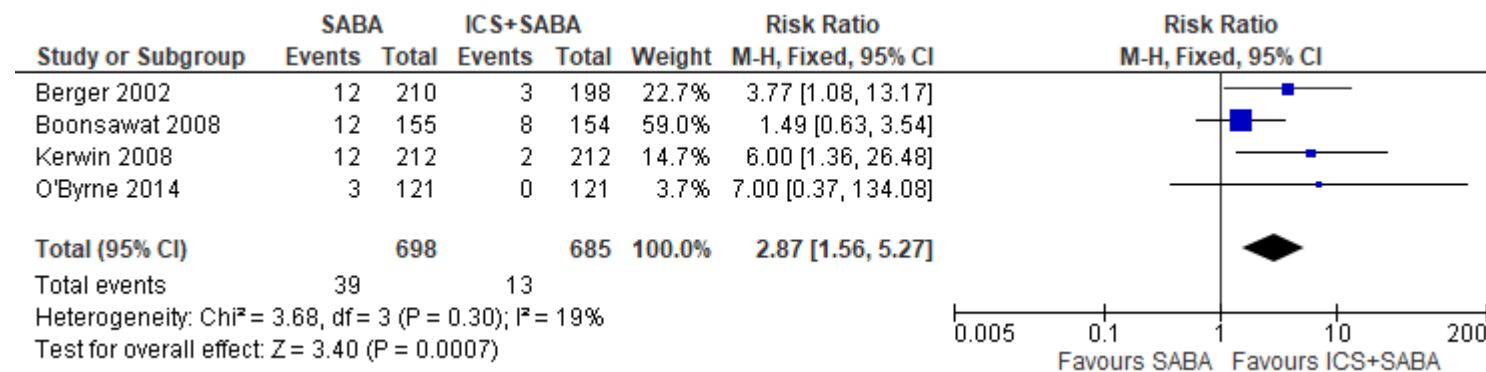 SABA ICS+SABA Risk Ratio Risk Ratio
Study or Subgroup Events Total Events Total Weight M-H, Fixed, 95% CI M-H, Fixed, 95% CI
Berger 2002 12 210 3 198 22.7% 3.77 [1.08, 13.17]
Boonsawat 2008 12 155 8 154 59.0% 1.49 [0.63, 3.54]
Kerwin 2008 12 212 2 212 14.7% 6.00 [1.36, 26.48]
O'Byrne 2014 3 121 0 121 3.7% 7.00 [0.37, 134.08]
Total (95% CI) 698 685 100.0% 2.87 [1.56, 5.27]
Total events 39 13
Heterogeneity: Chi² = 3.68, df = 3 (P = 0.30); I² = 19%
Test for overall effect: Z = 3.40 (P = 0.0007)
0.005 0.1 1 10 200
Favours SABA Favours ICS+SABA